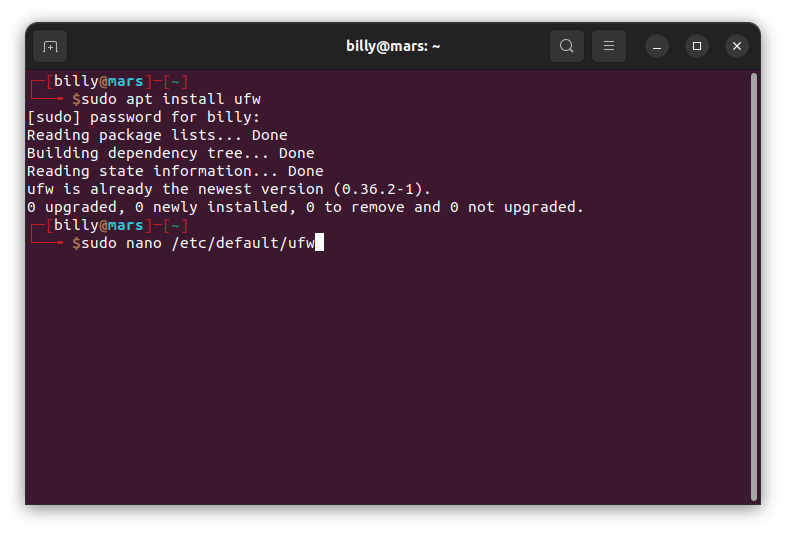 billy@mars: ~
┌─[billy@mars]─[~]
└──╼ $sudo apt install ufw
[sudo] password for billy:
Reading package lists... Done
Building dependency tree... Done
Reading state information... Done
ufw is already the newest version (0.36.2-1).
0 upgraded, 0 newly installed, 0 to remove and 0 not upgraded.
┌─[billy@mars]─[~]
└──╼ $sudo nano /etc/default/ufw